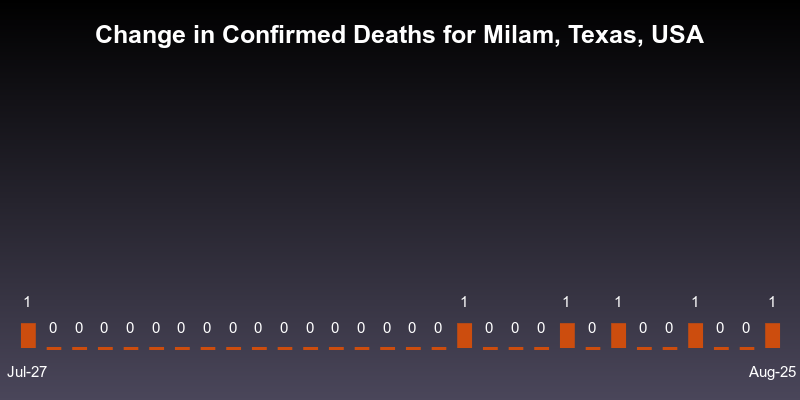 Change in Confirmed Deaths for Milam, Texas, USA
1 1 1 1 1 1
0 0 0 0 0 0 0 0 0 0 0 0 0 0 0 0 0 0 0 0 0 0 0 0
Jul-27 Aug-25